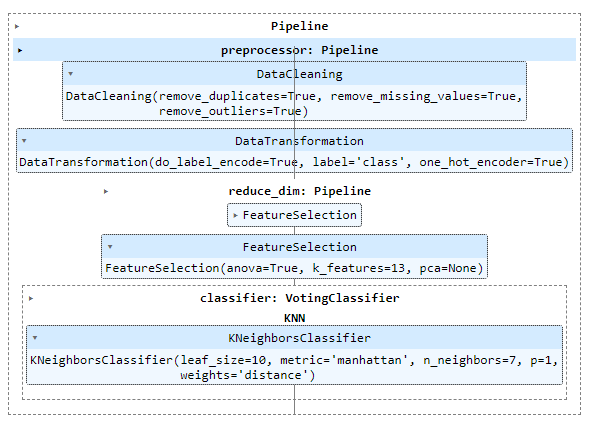 Pipeline
preprocessor: Pipeline
DataCleaning
DataCleaning(remove_duplicates=True, remove_missing_values=True,
remove_outliers=True)
DataTransformation
DataTransformation(do_label_encode=True, label='class', one_hot_encoder=True)
reduce_dim: Pipeline
FeatureSelection
FeatureSelection
FeatureSelection(anova=True, k_features=13, pca=None)
classifier: VotingClassifier
KNN
KNeighborsClassifier
KNeighborsClassifier(leaf_size=10, metric='manhattan', n_neighbors=7, p=1,
weights='distance')